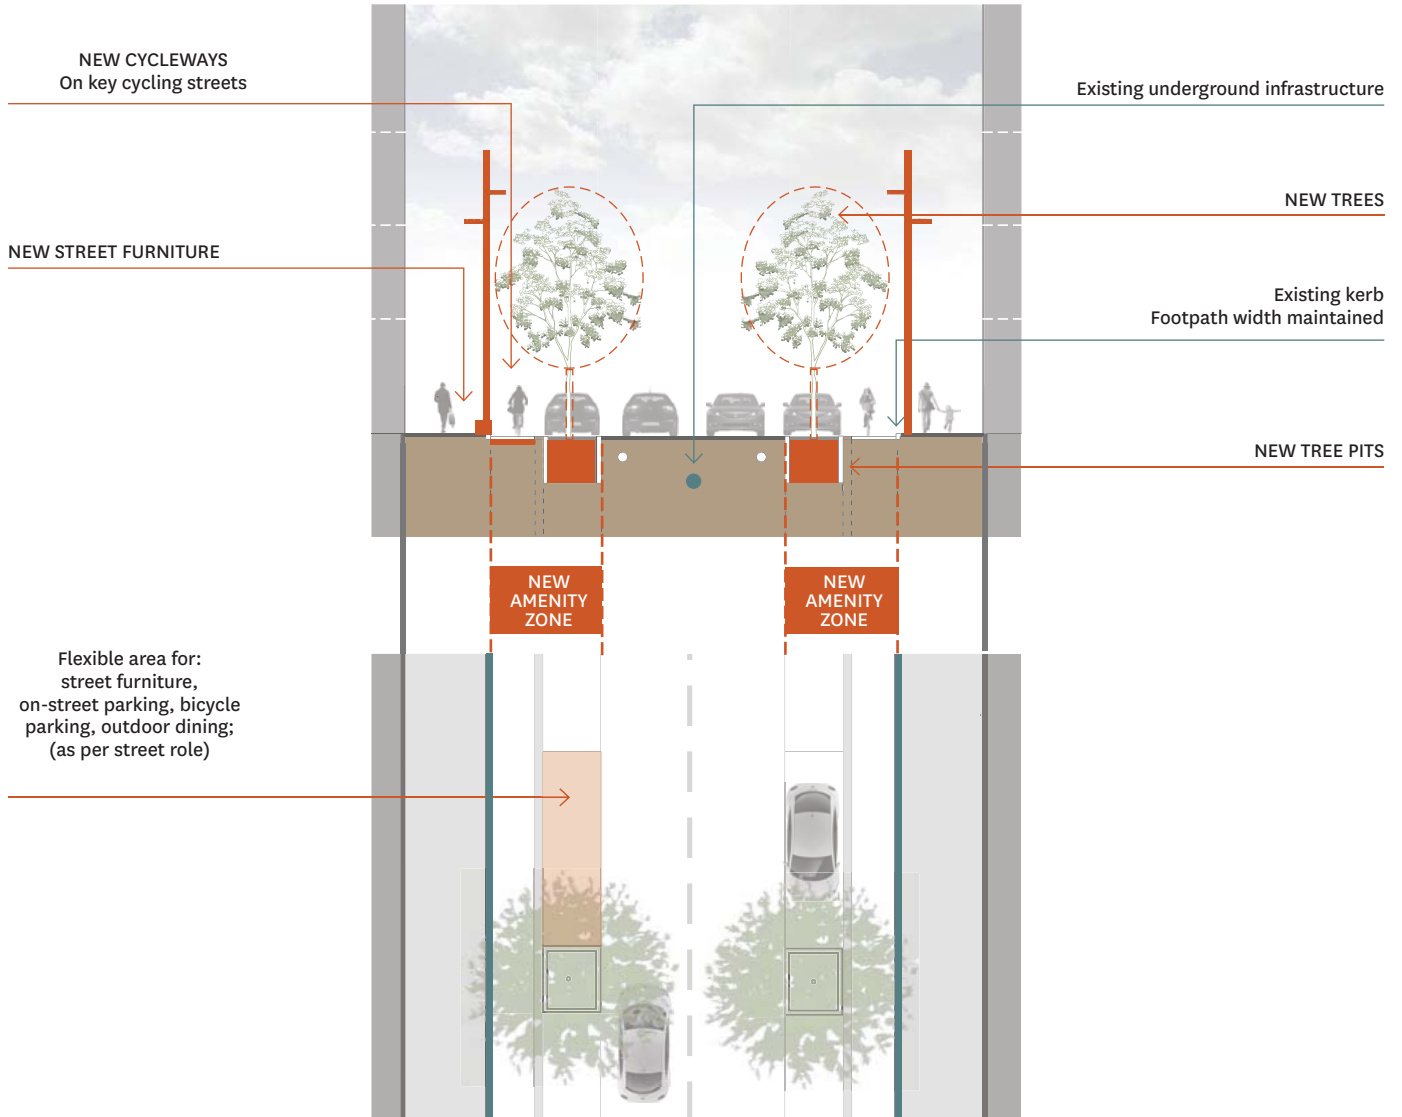 NEW CYCLEWAYS
On key cycling streets
Existing underground infrastructure
NEW TREES
NEW STREET FURNITURE
Existing kerb
Footpath width maintained
NEW TREE PITS
NEW
AMENITY
ZONE
NEW
AMENITY
ZONE
Flexible area for:
street furniture,
on-street parking, bicycle
parking, outdoor dining;
(as per street role)